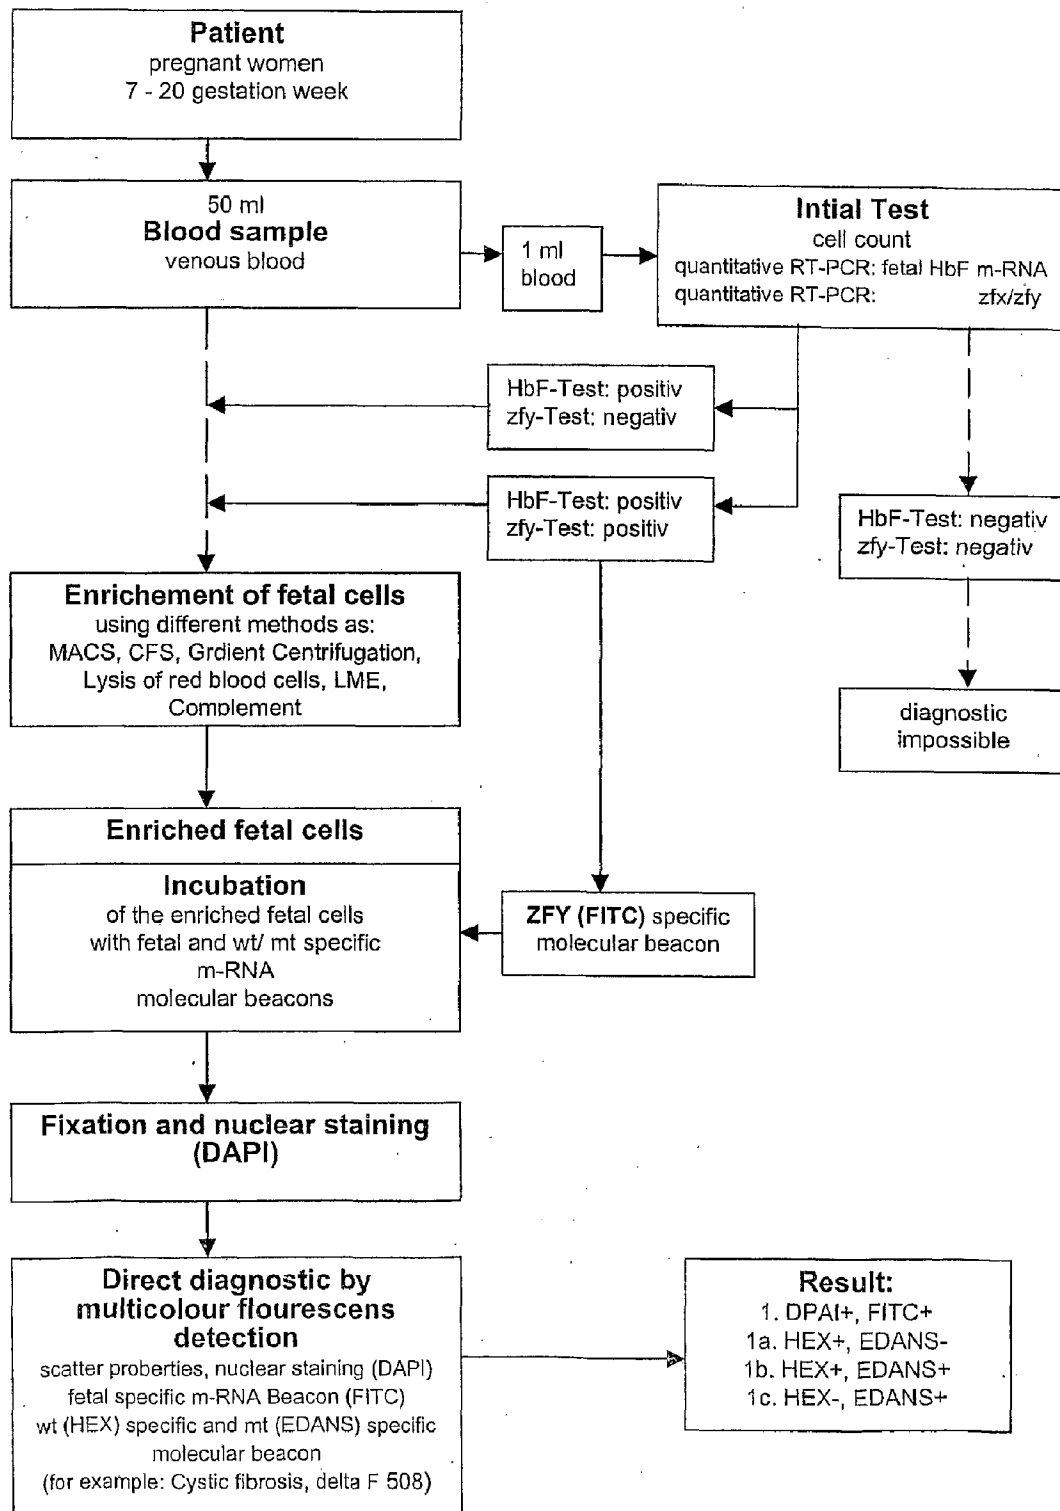 Patient
pregnant women
7 - 20 gestation week
50 ml
Blood sample
venous blood
1 ml
blood
Intial Test
cell count
quantitative RT-PCR: fetal HbF m-RNA
quantitative RT-PCR: zfx/zfy
HbF-Test: positiv
zfy-Test: negativ
HbF-Test: positiv
zfy-Test: positiv
HbF-Test: negativ
zfy-Test: negativ
diagnostic
impossible
Enrichement of fetal cells
using different methods as:
MACS, CFS, Grdient Centrifugation,
Lysis of red blood cells, LME,
Complement
Enriched fetal cells
Incubation
of the enriched fetal cells
with fetal and wt/ mt specific
m-RNA
molecular beacons
ZFY (FITC) specific
molecular beacon
Fixation and nuclear staining
(DAPI)
Direct diagnostic by
multicolour flourescens
detection
scatter proberties, nuclear staining (DAPI)
fetal specific m-RNA Beacon (FITC)
wt (HEX) specific and mt (EDANS) specific
molecular beacon
(for example: Cystic fibrosis, delta F 508)
Result:
1. DPAI+, FITC+
1a. HEX+, EDANS-
1b. HEX+, EDANS+
1c. HEX-, EDANS+